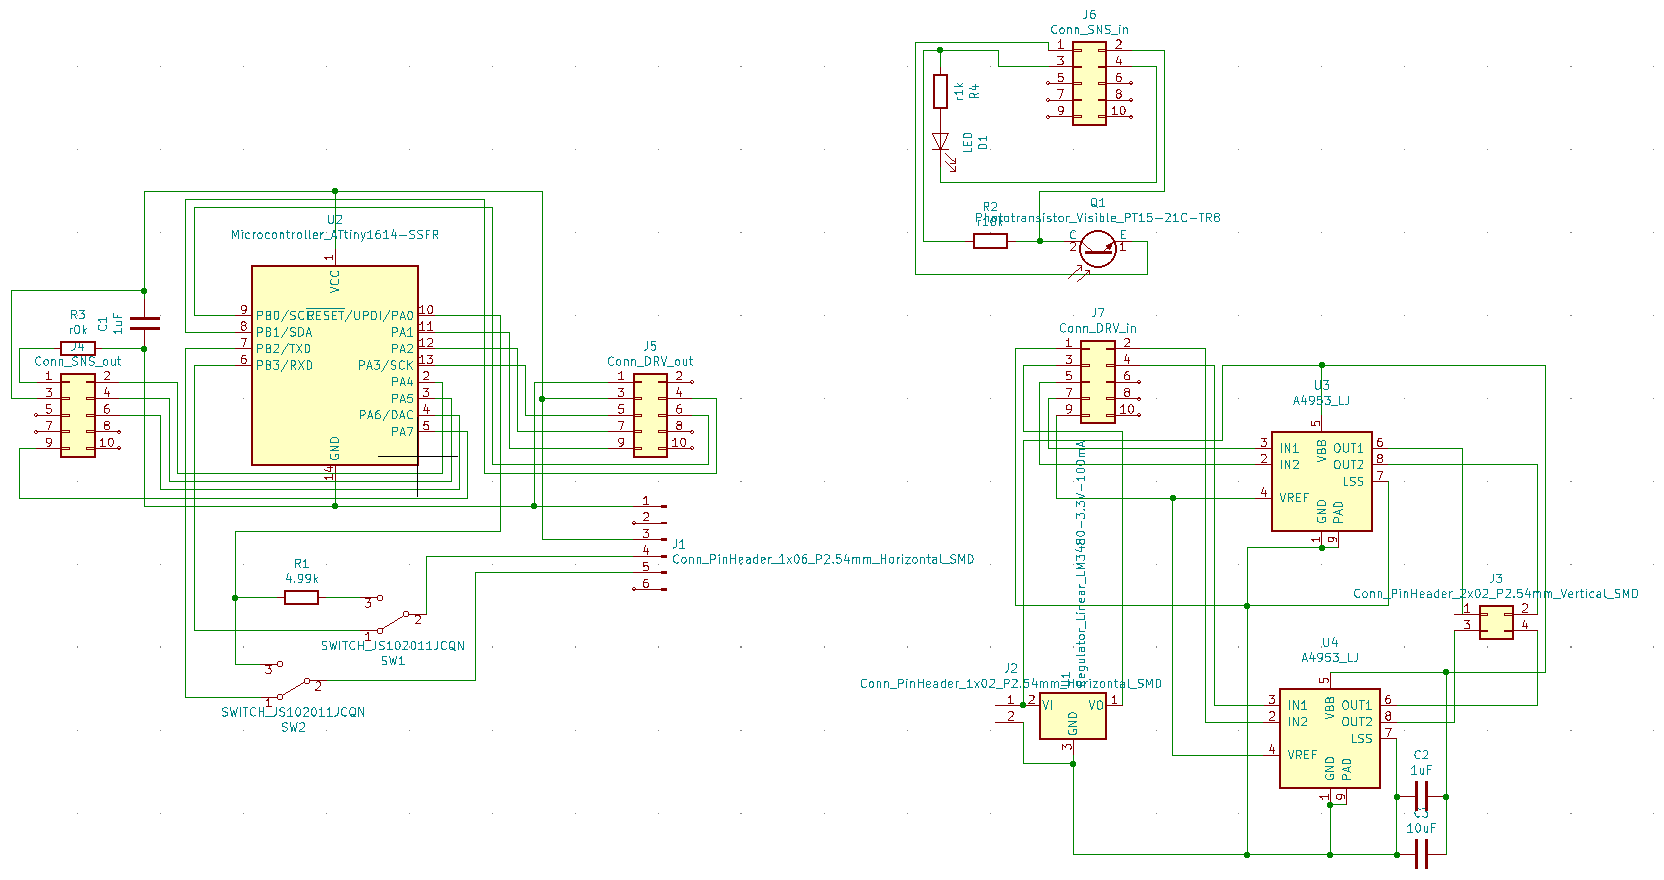 J6
Conn_SNS_in
1 2
3 4
5 6
7 8
9 10
r1k
R4
LED
D1
R2
r10k
Q1
Phototransistor_Visible_PT15-21C-TR8
C
2
E
1
U2
Microcontroller_ATtiny1614-SSFR
1
VCC
9 PB0/SCL
RESET/UPDI/PA0 10
8 PB1/SDA
PA1 11
7 PB2/TXD
PA2 12
6 PB3/RXD
PA3/SCK 13
PA4 2
PA5 3
PA6/DAC 4
PA7 5
GND
14
R3
r0k
C1
1uF
J4
Conn_SNS_out
1 2
3 4
5 6
7 8
9 10
J5
Conn_DRV_out
1 2
3 4
5 6
7 8
9 10
1
2
3
4
5
6
J1
Conn_PinHeader_1x06_P2.54mm_Horizontal_SMD
R1
4.99k
3
2
1
SWITCH_JS102011JCQN
SW1
3
2
1
SWITCH_JS102011JCQN
SW2
J7
Conn_DRV_in
1 2
3 4
5 6
7 8
9 10
U3
A4953_LJ
5
VBB
3 IN1
2 IN2
4 VREF
OUT1 6
OUT2 8
LSS 7
GND
PAD
1
9
J3
Conn_PinHeader_2x02_P2.54mm_Vertical_SMD
1 2
3 4
U4
A4953_LJ
5
VBB
3 IN1
2 IN2
4 VREF
OUT1 6
OUT2 8
LSS 7
GND
PAD
1
9
J2
Conn_PinHeader_1x02_P2.54mm_Horizontal_SMD
1
2
U1
Regulator_Linear_LM3480-3.3V-100mA
2 VI
VO 1
GND
3
C2
1uF
C3
10uF